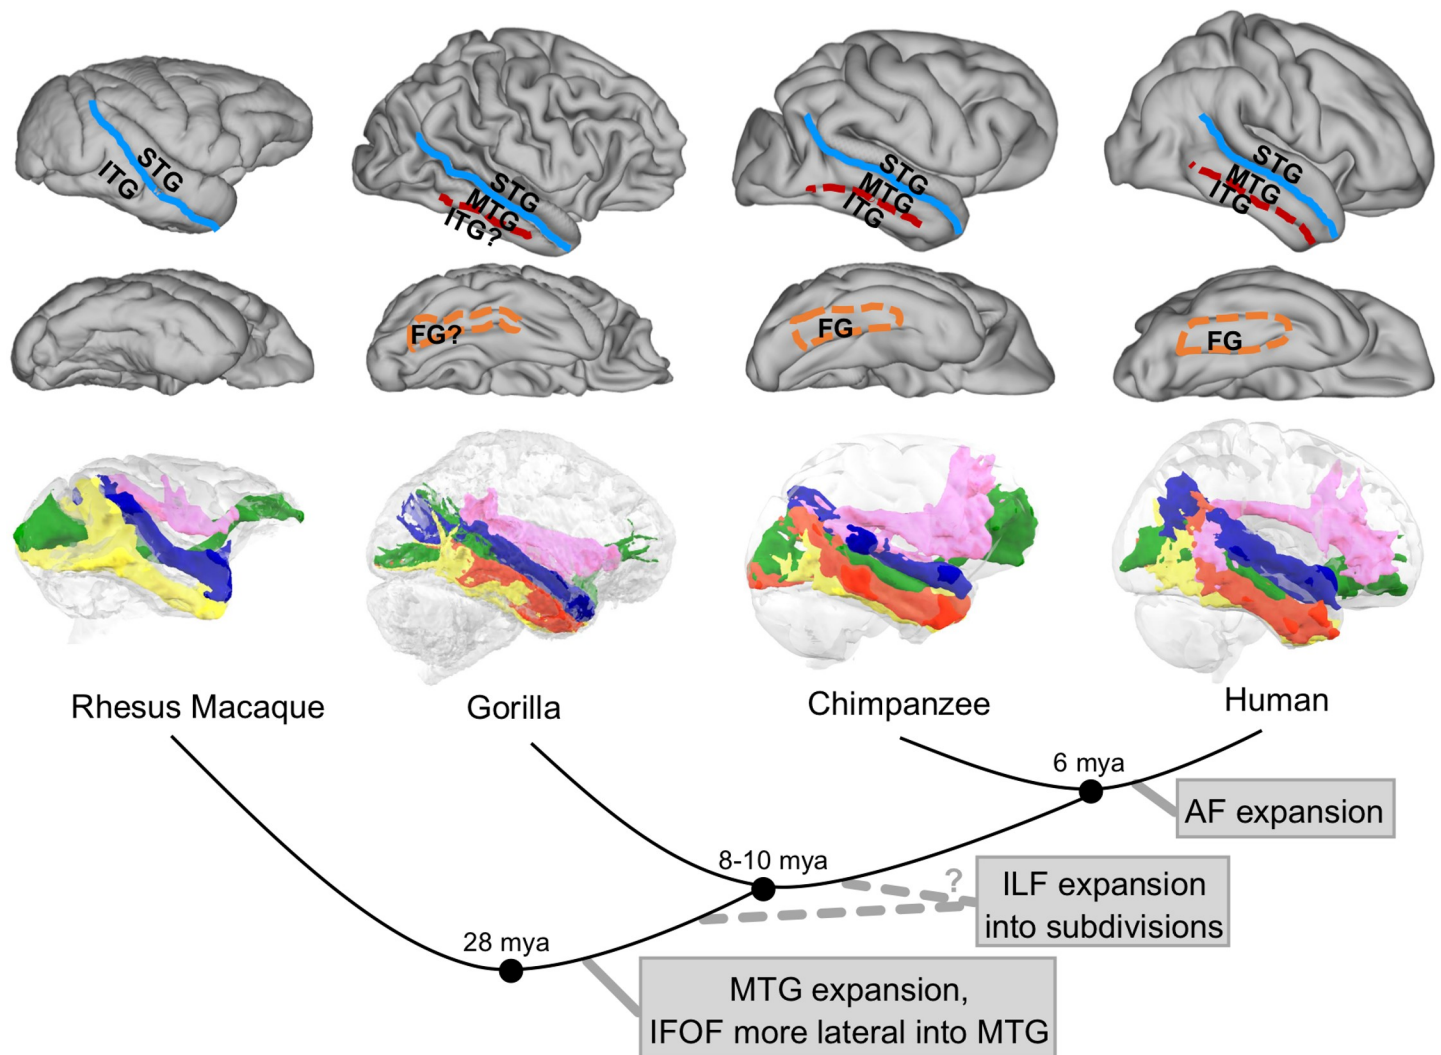 STG
ITG
STG
MTG
ITG?
STG
MTG
ITG
STG
MTG
ITG
FG?
FG
FG
Rhesus Macaque
Gorilla
Chimpanzee
Human
6 mya
AF expansion
8-10 mya
?
ILF expansion
into subdivisions
28 mya
MTG expansion,
IFOF more lateral into MTG